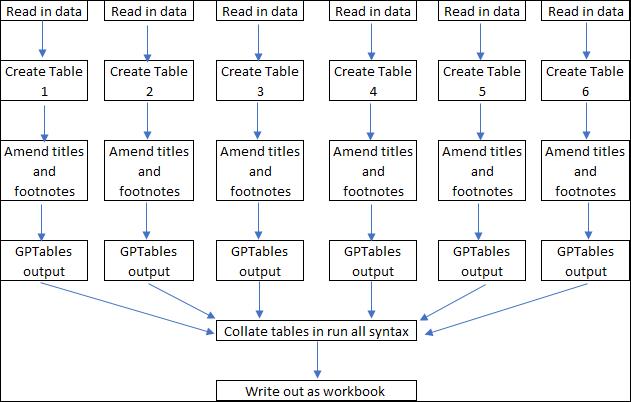 Read in data
Read in data
Read in data
Read in data
Read in data
Read in data
Create Table
1
Create Table
2
Create Table
3
Create Table
4
Create Table
5
Create Table
6
Amend titles
and
footnotes
Amend titles
and
footnotes
Amend titles
and
footnotes
Amend titles
and
footnotes
Amend titles
and
footnotes
Amend titles
and
footnotes
GPTables
output
GPTables
output
GPTables
output
GPTables
output
GPTables
output
GPTables
output
Collate tables in run all syntax
Write out as workbook